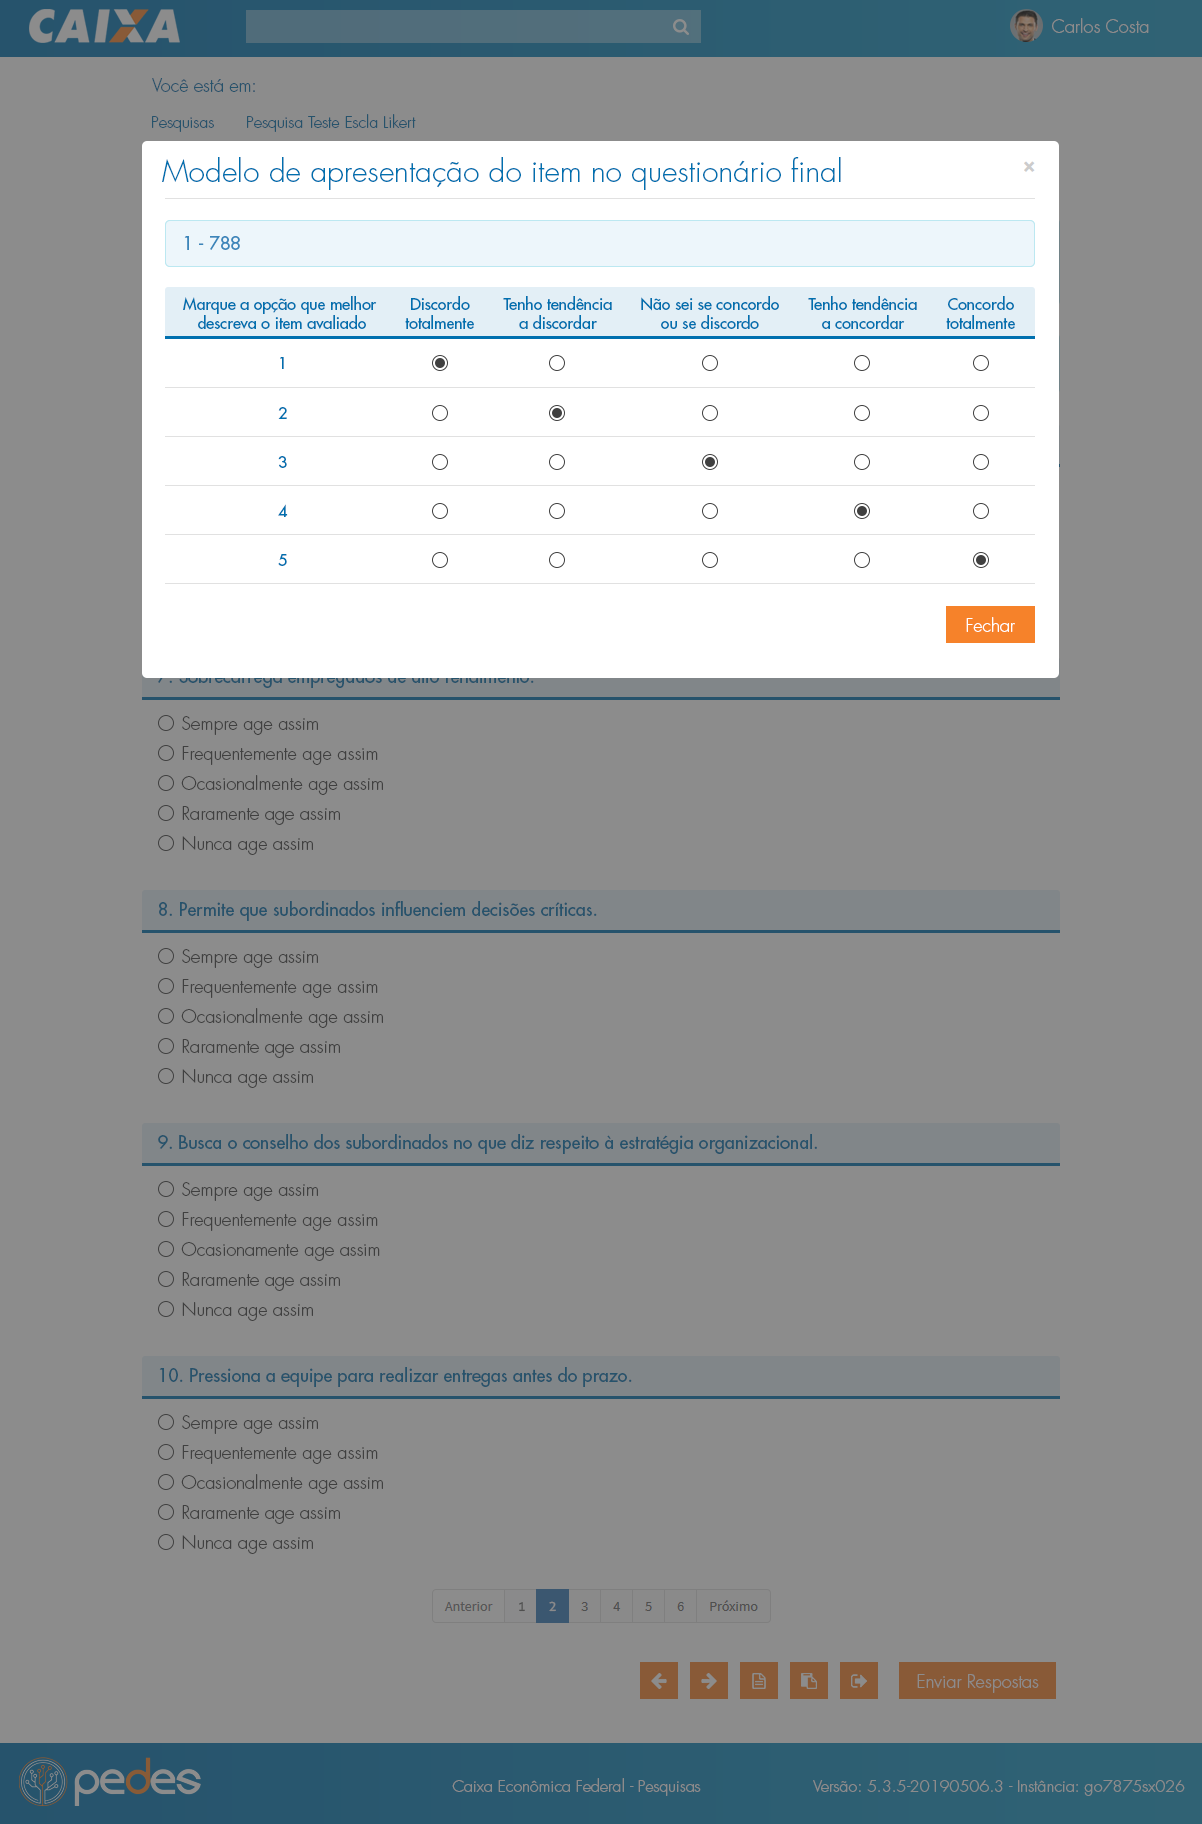 CAIXA
Carlos Costa
Você está em:
Pesquisas Pesquisa Teste Escla Likert
Modelo de apresentação do item no questionário final
×
1 - 788
Marque a opção que melhor descreva o item avaliado
Discordo totalmente
Tenho tendência a discordar
Não sei se concordo ou se discordo
Tenho tendência a concordar
Concordo totalmente
1
2
3
4
5
Fechar
7. Sobrecarrega empregados de alto rendimento.
Sempre age assim
Frequentemente age assim
Ocasionalmente age assim
Raramente age assim
Nunca age assim
8. Permite que subordinados influenciem decisões críticas.
Sempre age assim
Frequentemente age assim
Ocasionalmente age assim
Raramente age assim
Nunca age assim
9. Busca o conselho dos subordinados no que diz respeito à estratégia organizacional.
Sempre age assim
Frequentemente age assim
Ocasionamente age assim
Raramente age assim
Nunca age assim
10. Pressiona a equipe para realizar entregas antes do prazo.
Sempre age assim
Frequentemente age assim
Ocasionalmente age assim
Raramente age assim
Nunca age assim
Anterior 1 2 3 4 5 6 Próximo
Enviar Respostas
pedes
Caixa Econômica Federal - Pesquisas
Versão: 5.3.5-20190506.3 - Instância: go7875sx026